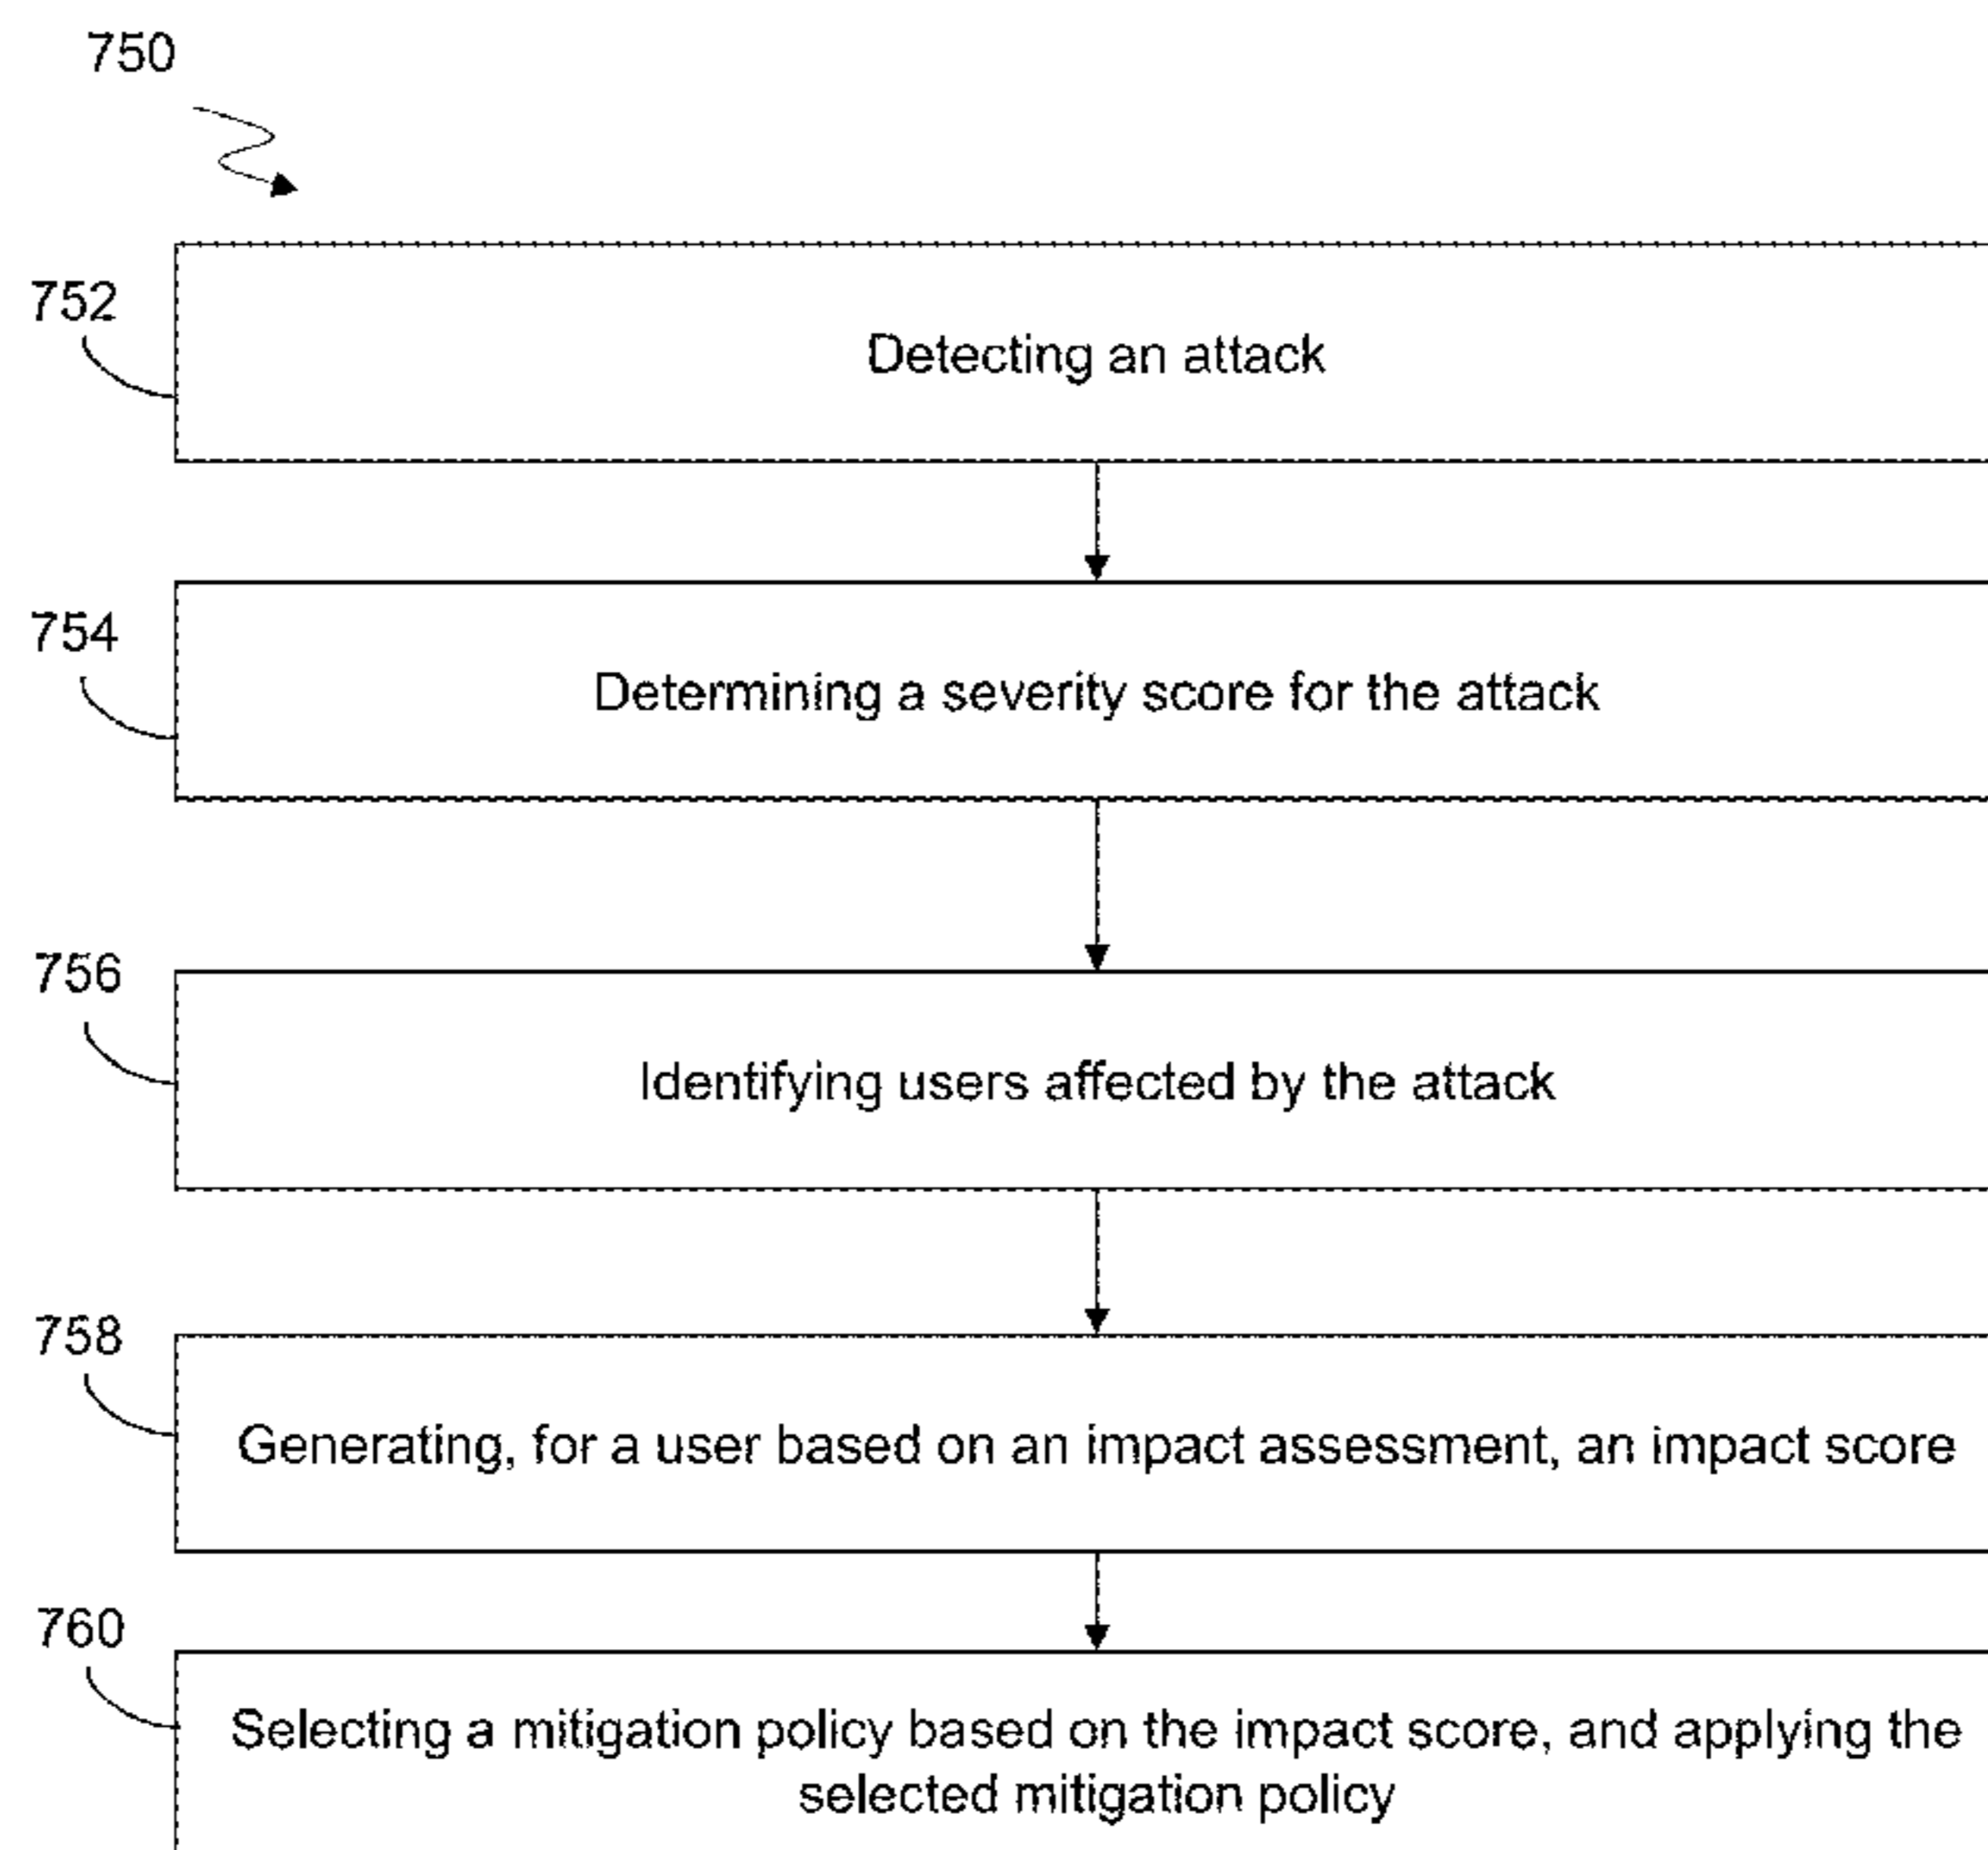 750
752
Detecting an attack
754
Determining a severity score for the attack
756
Identifying users affected by the attack
758
Generating, for a user based on an impact assessment, an impact score
760
Selecting a mitigation policy based on the impact score, and applying the
selected mitigation policy